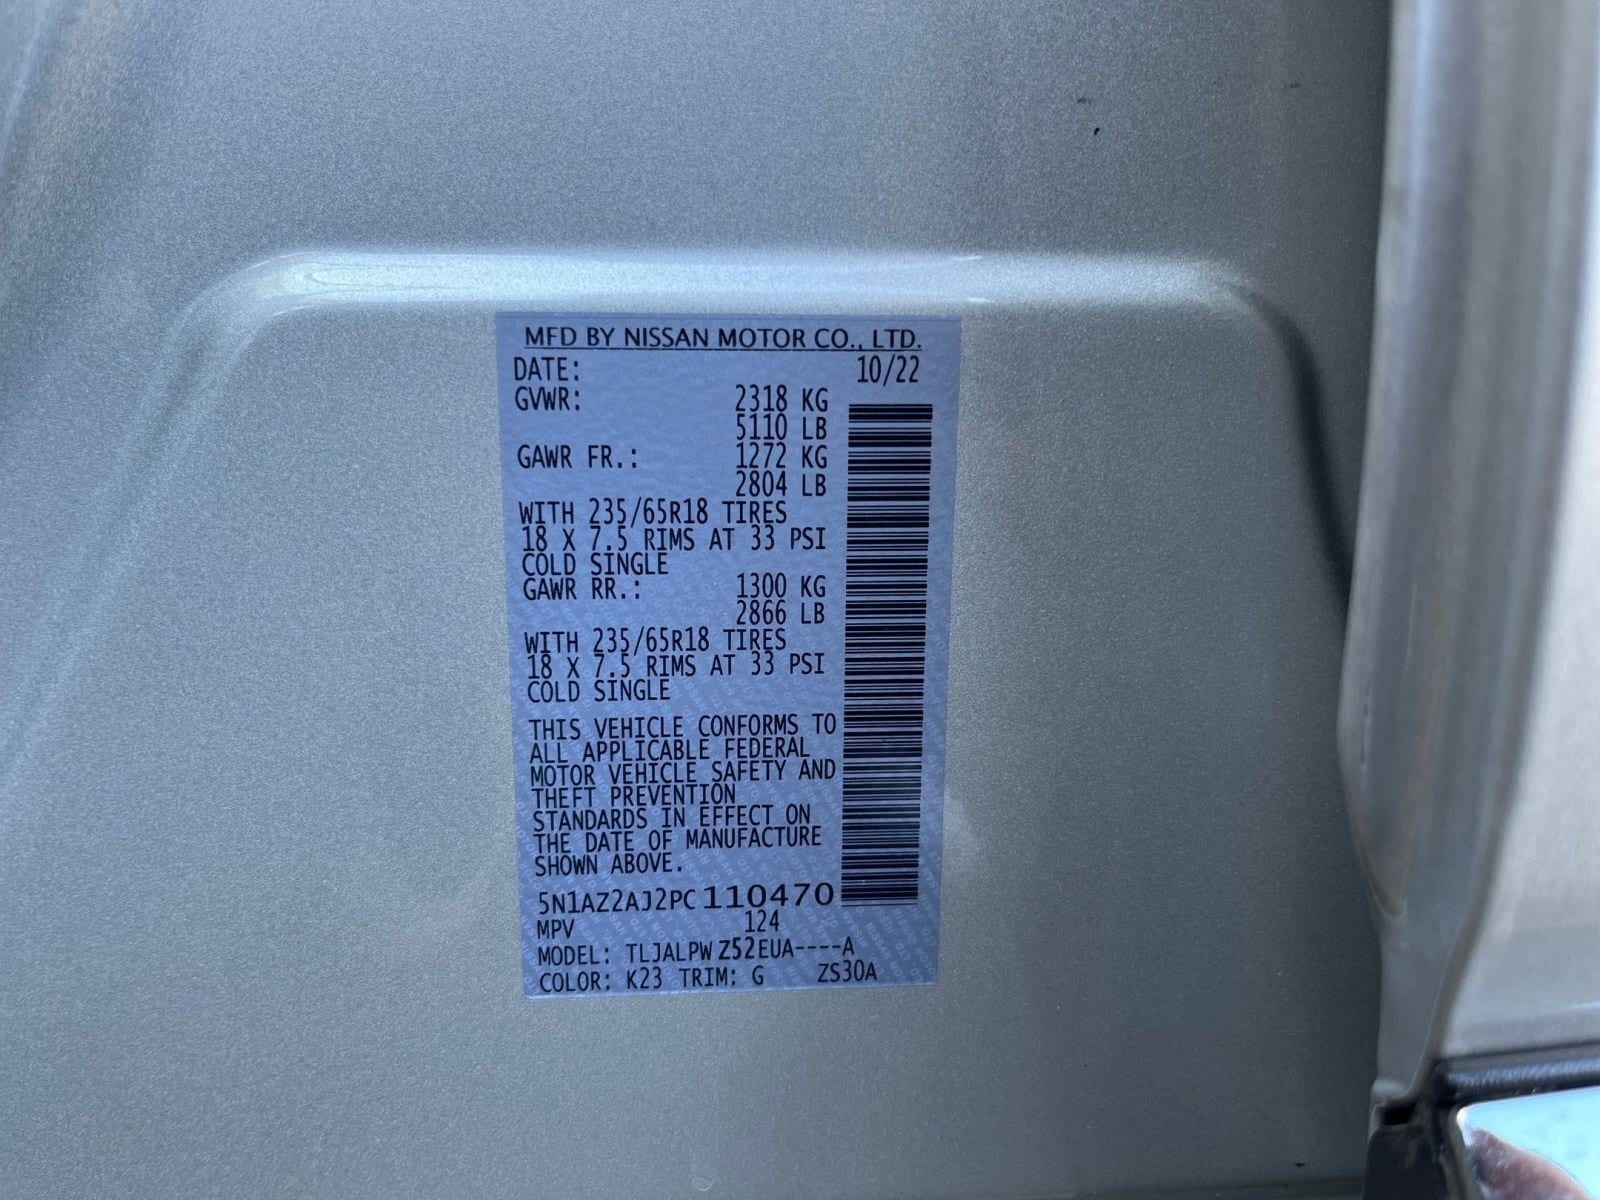 MFD BY NISSAN MOTOR CO., LTD.
DATE: 10/22
GVWR: 2318 KG
5110 LB
GAWR FR.: 1272 KG
2804 LB
WITH 235/65R18 TIRES
18 X 7.5 RIMS AT 33 PSI
COLD SINGLE
GAWR RR.: 1300 KG
2866 LB
WITH 235/65R18 TIRES
18 X 7.5 RIMS AT 33 PSI
COLD SINGLE
THIS VEHICLE CONFORMS TO
ALL APPLICABLE FEDERAL
MOTOR VEHICLE SAFETY AND
THEFT PREVENTION
STANDARDS IN EFFECT ON
THE DATE OF MANUFACTURE
SHOWN ABOVE.
5N1AZ2AJ2PC110470
MPV 124
MODEL: TLJALPWZ52EUA----A
COLOR: K23 TRIM: G ZS30A